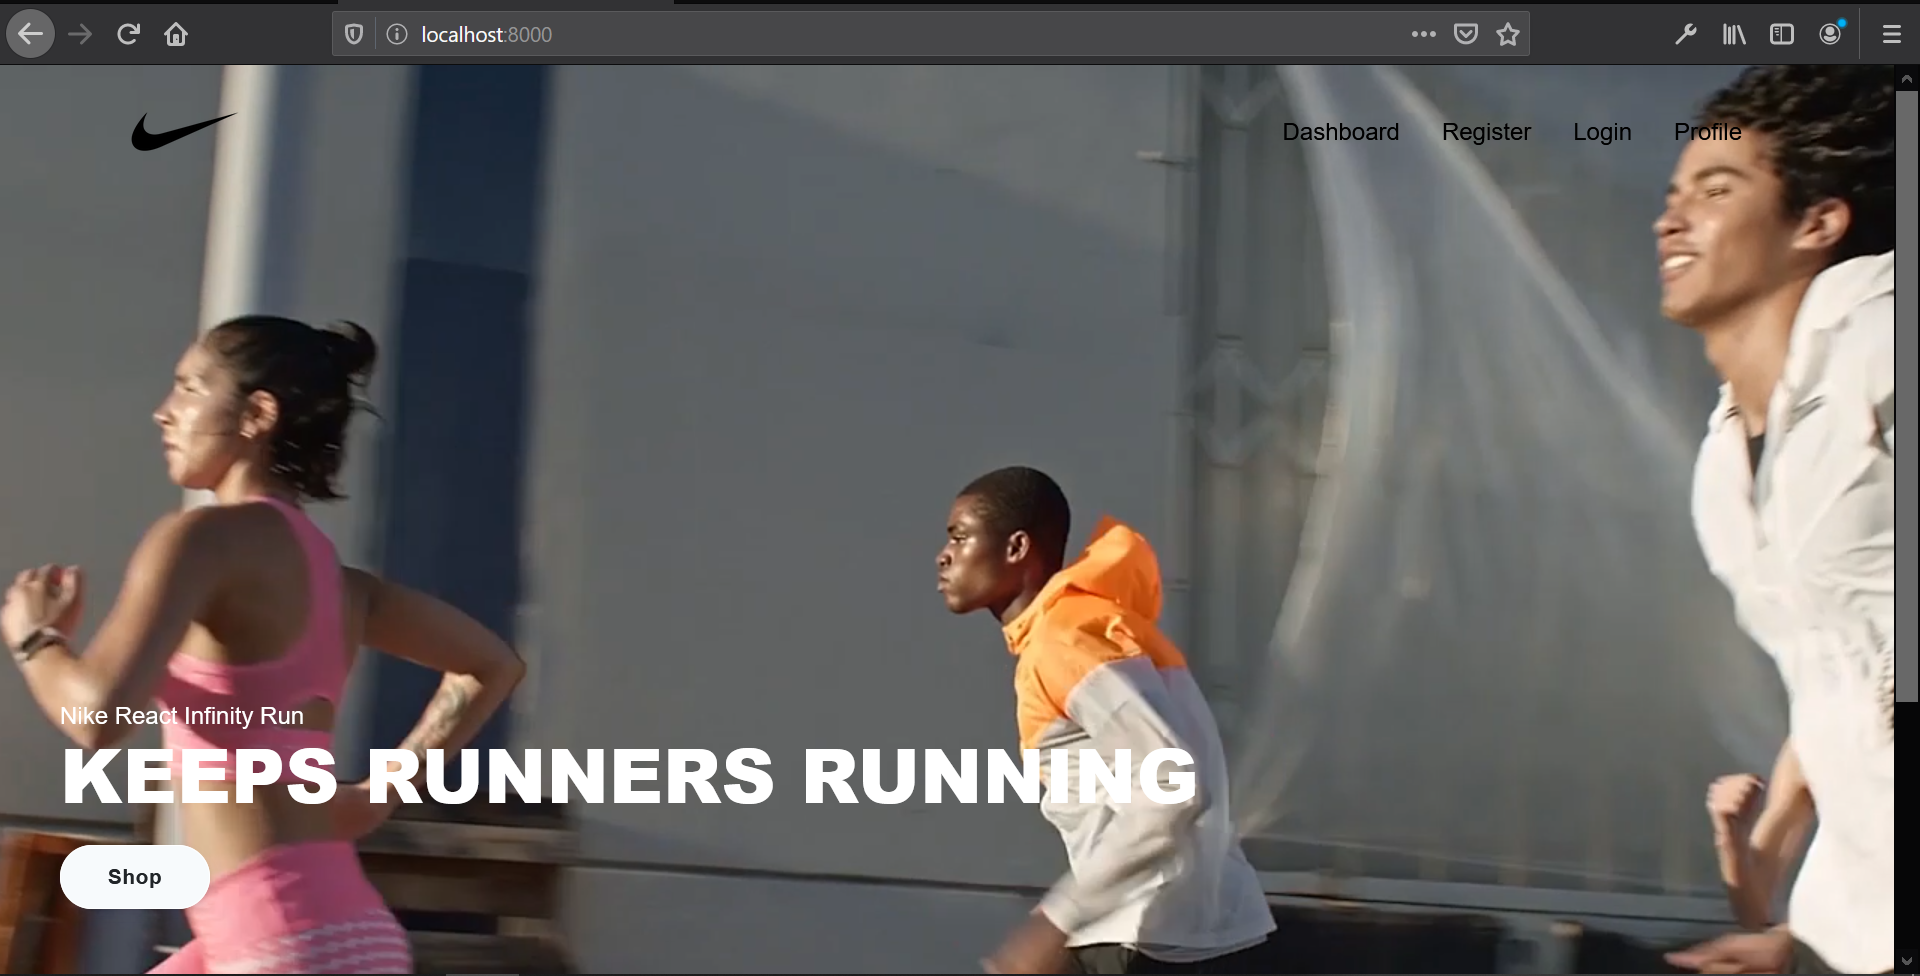 localhost:8000
Dashboard Register Login Profile
Nike React Infinity Run
KEEPS RUNNERS RUNNING
Shop